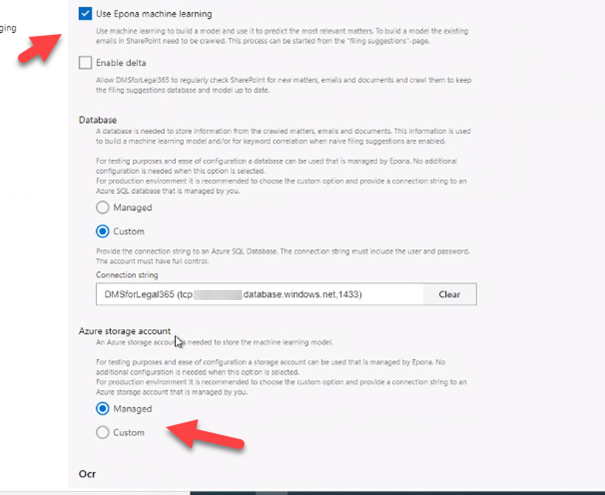 Use Epona machine learning
ging
Use machine learning to build a model and use it to predict the most relevant matters. To build a model the existing
emails in SharePoint need to be crawled. This process can be started from the "filing suggestions"-page.
Enable delta
Allow DMSforLegal365 to regularly check SharePoint for new matters, emails and documents and crawl them to keep
the filing suggestions database and model up to date.
Database
A database is needed to store information from the crawled matters, emails and documents. This information is used
to build a machine learning model and/or for keyword correlation when naive filing suggestions are enabled.
For testing purposes and ease of configuration a database can be used that is managed by Epona. No additional
configuration is needed when this option is selected.
For production environment it is recommended to choose the custom option and provide a connection string to an
Azure SQL database that is managed by you.
Managed
Custom
Provide the connection string to an Azure SQL Database. The connection string must include the user and password.
The account must have full control.
Connection string
DMSforLegal365 (tcp: .database.windows.net,1433) Clear
Azure storage account
An Azure storage account is needed to store the machine learning model.
For testing purposes and ease of configuration a storage account can be used that is managed by Epona. No
additional configuration is needed when this option is selected.
For production environment it is recommended to choose the custom option and provide a connection string to an
Azure storage account that is managed by you.
Managed
Custom
Ocr